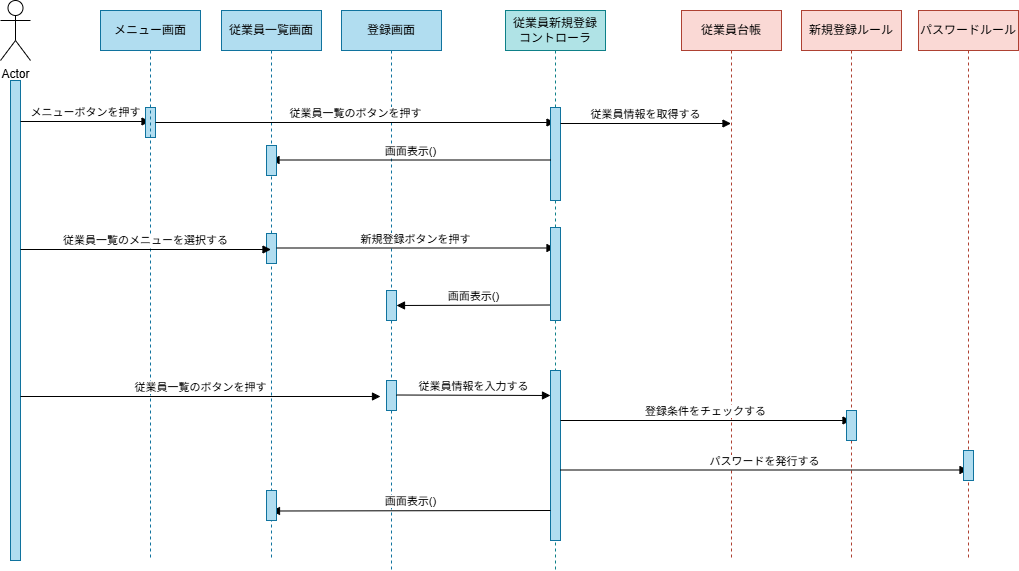 メニュー画面
従業員一覧画面
登録画面
従業員新規登録
コントローラ
従業員台帳
新規登録ルール
パスワードルール
Actor
メニューボタンを押す
従業員一覧のボタンを押す
従業員情報を取得する
画面表示()
従業員一覧のメニューを選択する
新規登録ボタンを押す
画面表示()
従業員一覧のボタンを押す
従業員情報を入力する
登録条件をチェックする
パスワードを発行する
画面表示()